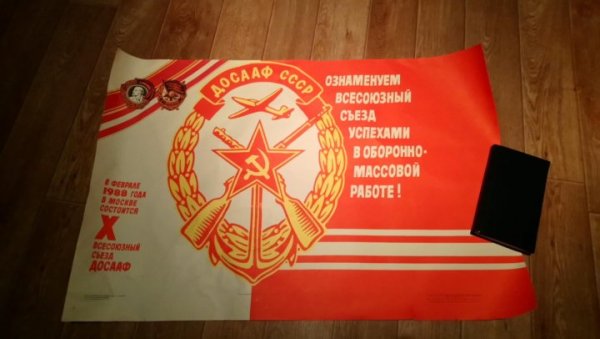 ДОСААФ СССР
ОЗНАМЕНУЕМ
ВСЕСОЮЗНЫЙ
СЪЕЗД
УСПЕХАМИ
В ОБОРОННО-
МАССОВОЙ
РАБОТЕ!
В ФЕВРАЛЕ
1988 ГОДА
В МОСКВЕ
СОСТОИТСЯ
X
ВСЕСОЮЗНЫЙ
СЪЕЗД
ДОСААФ